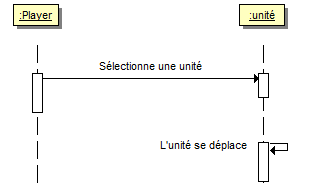 :Player
:unité
Sélectionne une unité
L'unité se déplace